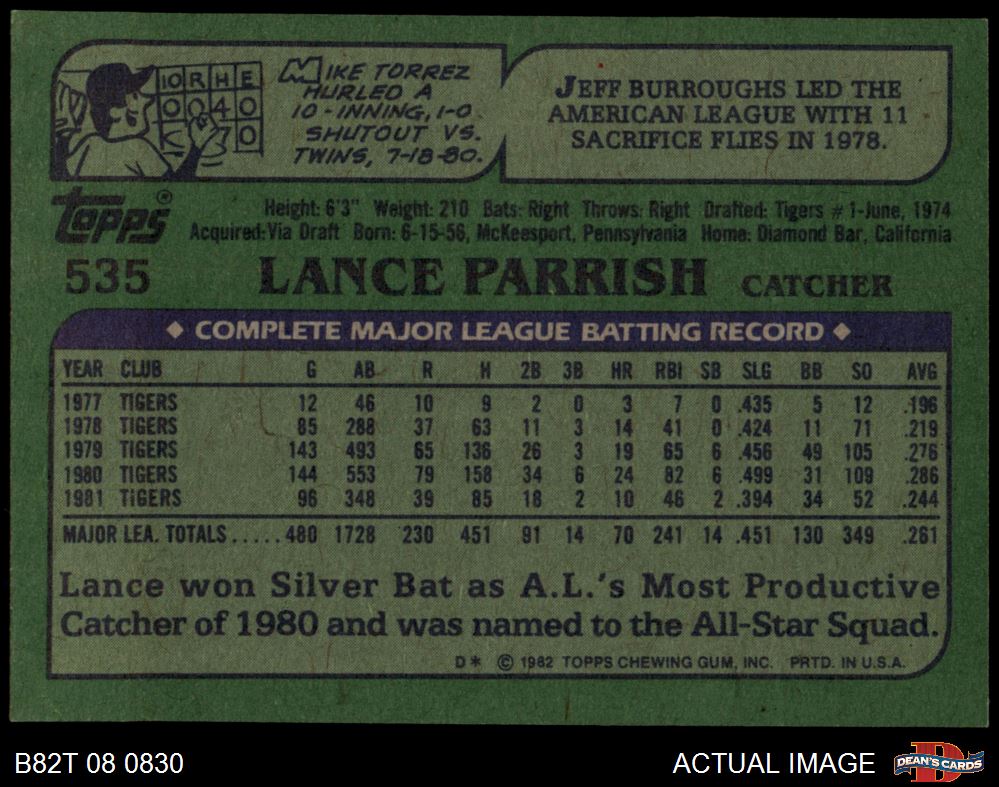 10 R H E
0 0 4 0
7 0
MIKE TORREZ
HURLED A
10-INNING, 1-0
SHUTOUT VS.
TWINS, 7-18-80.
JEFF BURROUGHS LED THE
AMERICAN LEAGUE WITH 11
SACRIFICE FLIES IN 1978.
Topps®
Height: 6'3" Weight: 210 Bats: Right Throws: Right Drafted: Tigers #1-June, 1974
Acquired: Via Draft Born: 6-15-56, McKeesport, Pennsylvania Home: Diamond Bar, California
535 LANCE PARRISH CATCHER
◆ COMPLETE MAJOR LEAGUE BATTING RECORD ◆
YEAR CLUB G AB R H 2B 3B HR RBI SB SLG BB SO AVG
1977 TIGERS 12 46 10 9 2 0 3 7 0 .435 5 12 .196
1978 TIGERS 85 288 37 63 11 3 14 41 0 .424 11 71 .219
1979 TIGERS 143 493 65 136 26 3 19 65 6 .456 49 105 .276
1980 TIGERS 144 553 79 158 34 6 24 82 6 .499 31 109 .286
1981 TIGERS 96 348 39 85 18 2 10 46 2 .394 34 52 .244
MAJOR LEA. TOTALS.....480 1728 230 451 91 14 70 241 14 .451 130 349 .261
Lance won Silver Bat as A.L.'s Most Productive
Catcher of 1980 and was named to the All-Star Squad.
D* © 1982 TOPPS CHEWING GUM, INC. PRTD. IN U.S.A.
B82T 08 0830 ACTUAL IMAGE DEAN'S CARDS